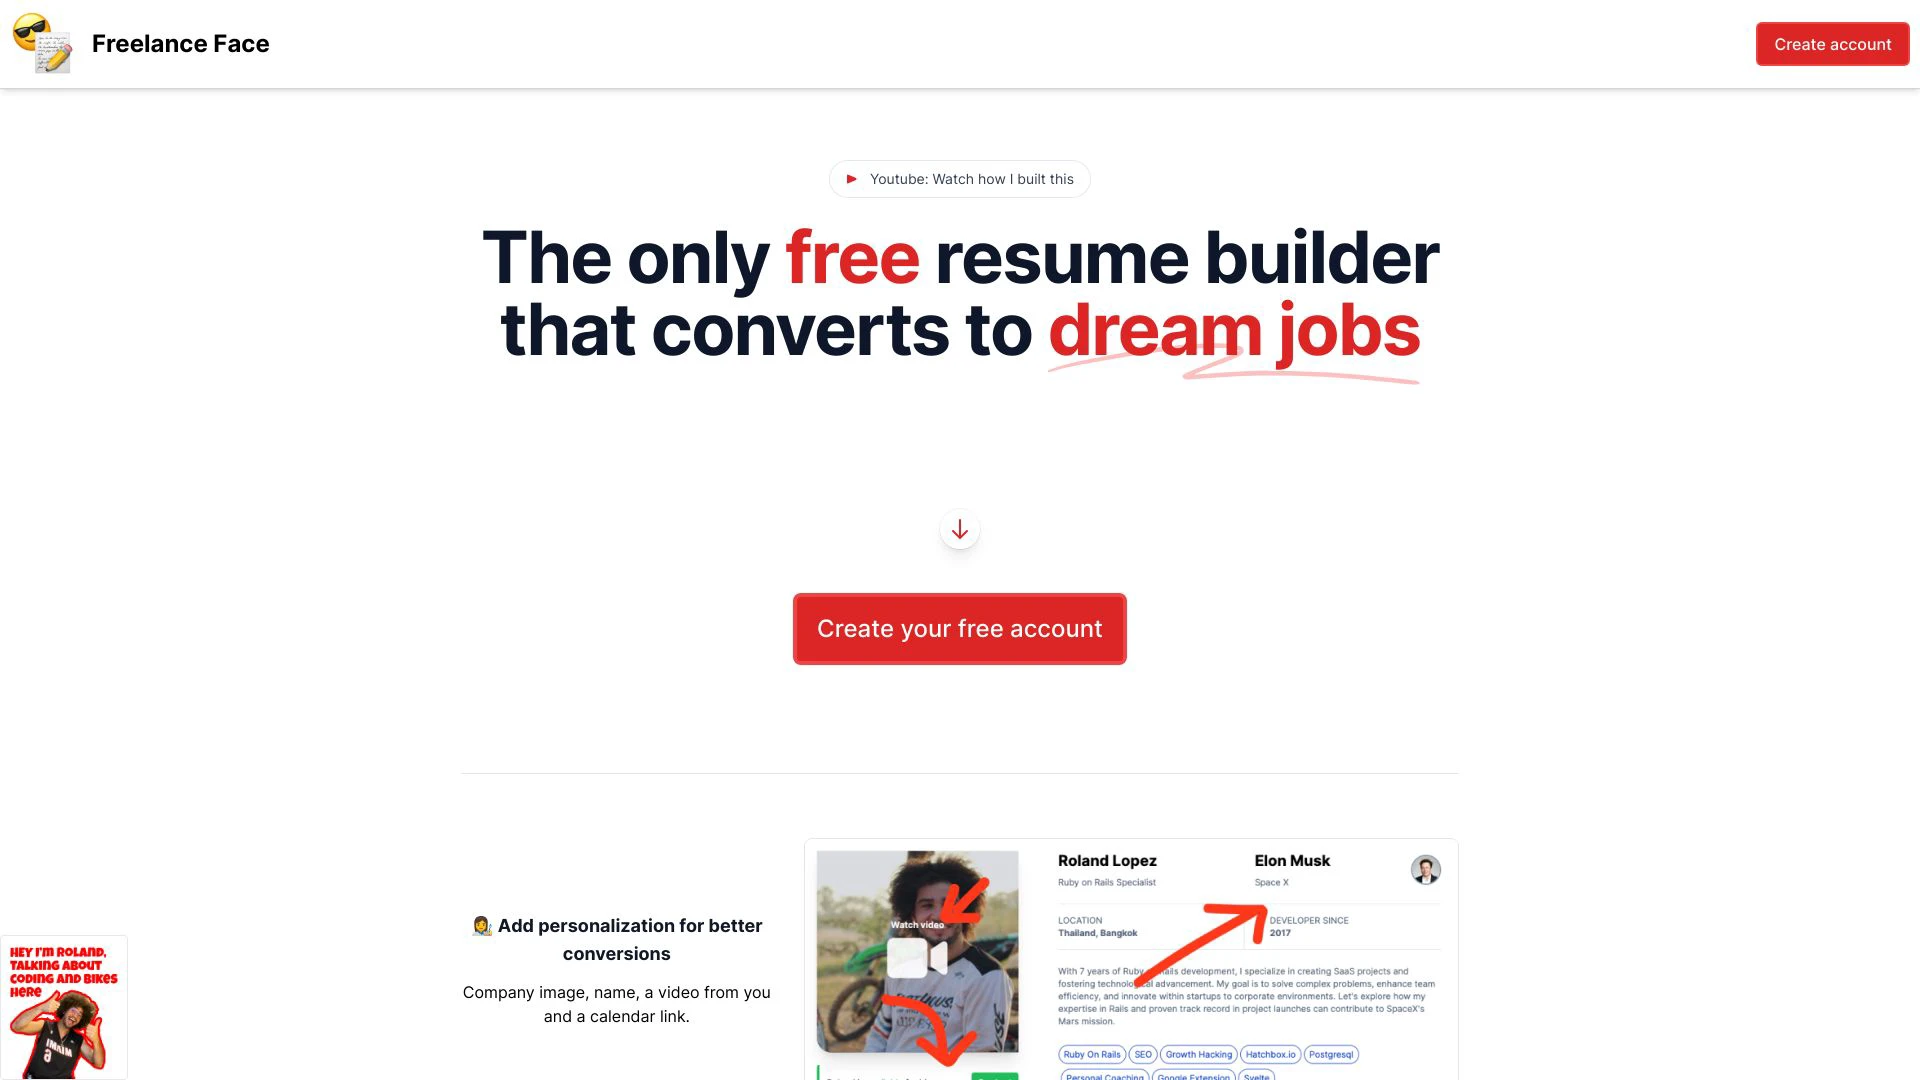 Freelance Face
Create account
Youtube: Watch how I built this
The only free resume builder
that converts to dream jobs
Create your free account
👩‍🎨 Add personalization for better
conversions
Company image, name, a video from you
and a calendar link.
Watch video
Roland Lopez
Ruby on Rails Specialist
Elon Musk
Space X
LOCATION
Thailand, Bangkok
DEVELOPER SINCE
2017
With 7 years of Ruby Rails development, I specialize in creating SaaS projects and
fostering technological advancement. My goal is to solve complex problems, enhance team
efficiency, and innovate within startups to corporate environments. Let's explore how my
expertise in Rails and proven track record in project launches can contribute to SpaceX's
Mars mission.
Ruby On Rails
SEO
Growth Hacking
Hatchbox.io
Postgresql
Personal Coaching
Google Extension
Svelte
HEY I'M ROLAND,
TALKING ABOUT
CODING AND BIKES
HERE